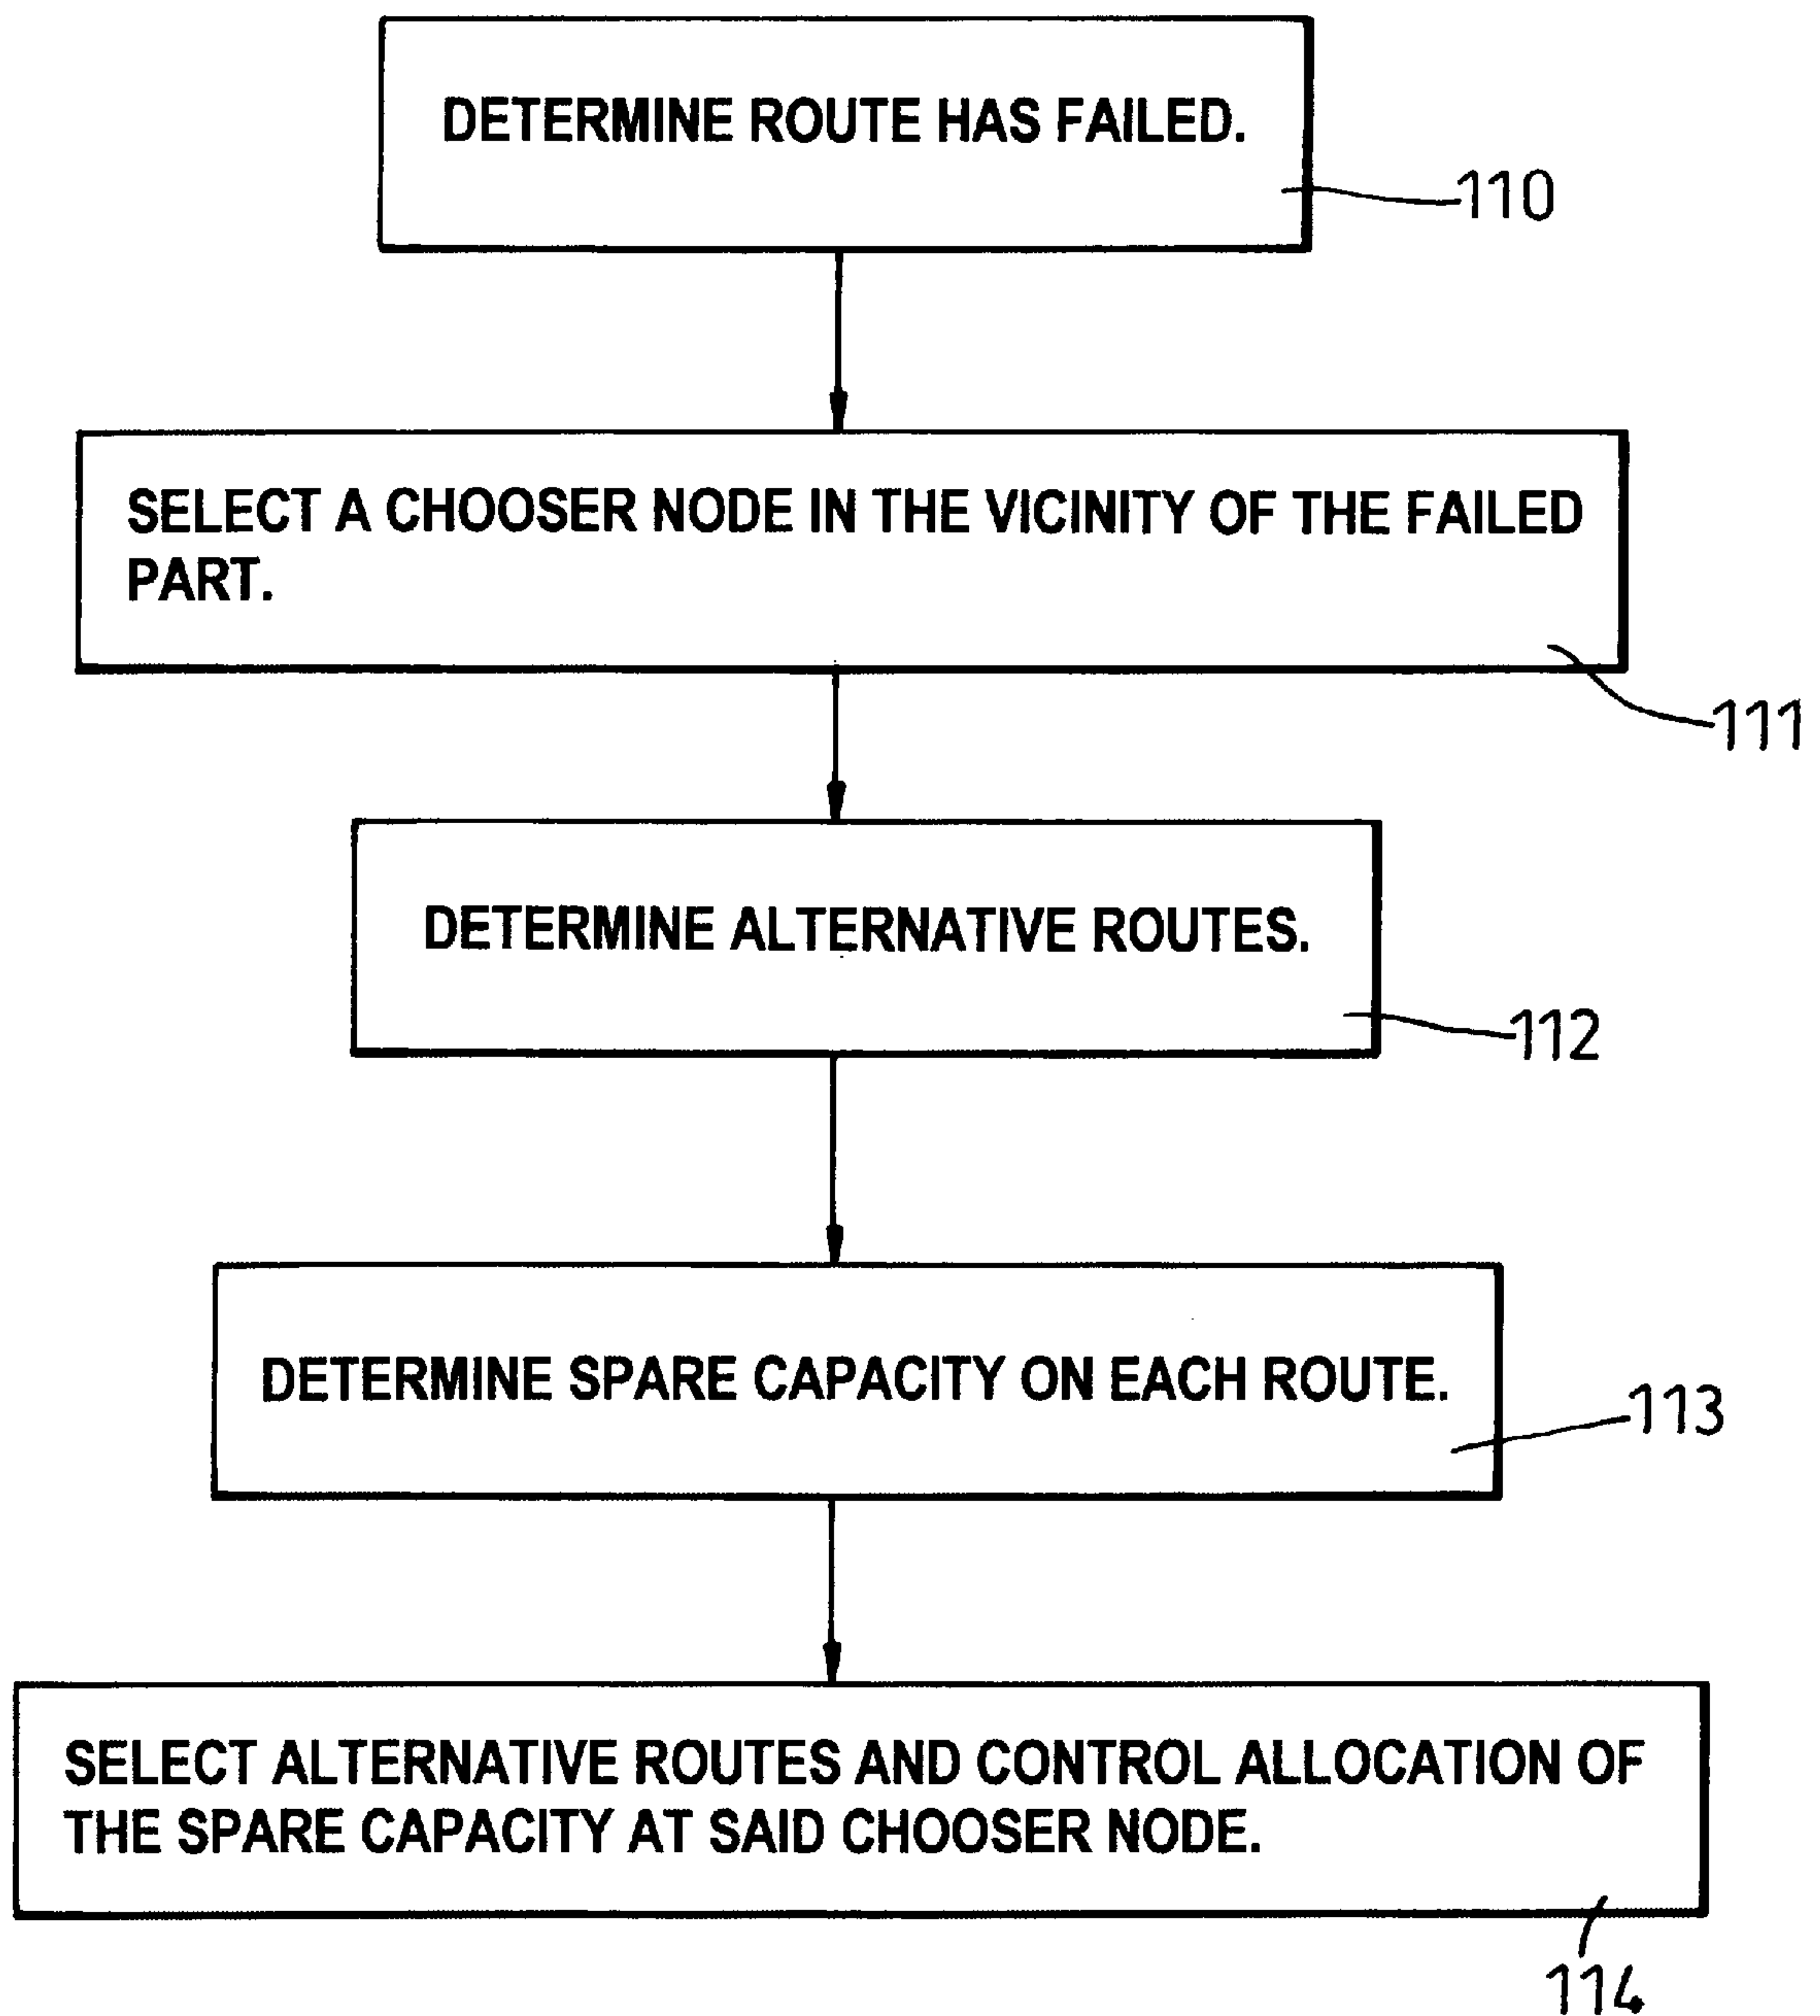 DETERMINE ROUTE HAS FAILED.
110
SELECT A CHOOSER NODE IN THE VICINITY OF THE FAILED
PART.
111
DETERMINE ALTERNATIVE ROUTES.
112
DETERMINE SPARE CAPACITY ON EACH ROUTE.
113
SELECT ALTERNATIVE ROUTES AND CONTROL ALLOCATION OF
THE SPARE CAPACITY AT SAID CHOOSER NODE.
114